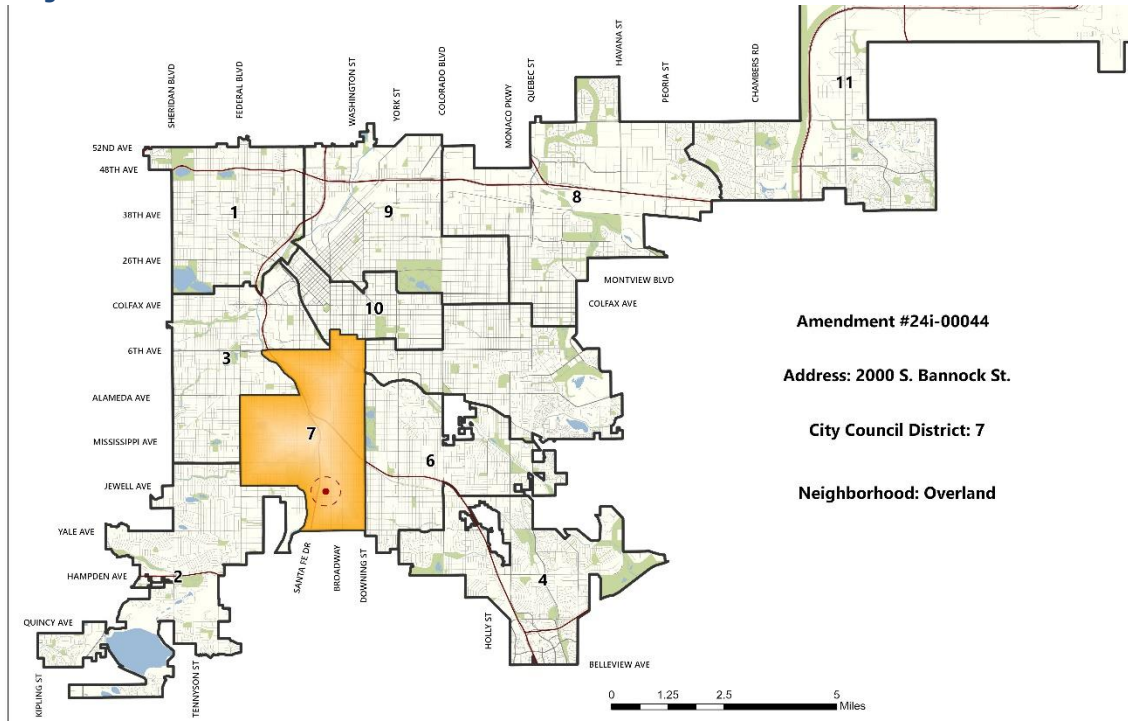 SHERIDAN BLVD
FEDERAL BLVD
WASHINGTON ST
YORK ST
COLORADO BLVD
MONACO PKWY
QUEBEC ST
HAVANA ST
PEORIA ST
CHAMBERS RD
11
52ND AVE
48TH AVE
38TH AVE
26TH AVE
COLFAX AVE
6TH AVE
ALAMEDA AVE
MISSISSIPPI AVE
JEWELL AVE
YALE AVE
HAMPDEN AVE
QUINCY AVE
1
9
8
MONTVIEW BLVD
COLFAX AVE
10
3
7
6
2
4
Amendment #24i-00044
Address: 2000 S. Bannock St.
City Council District: 7
Neighborhood: Overland
SANTA FE DR
BROADWAY
DOWNING ST
HOLLY ST
BELLEVIEW AVE
KIPLING ST
TENNYSON ST
0 1.25 2.5 5
Miles